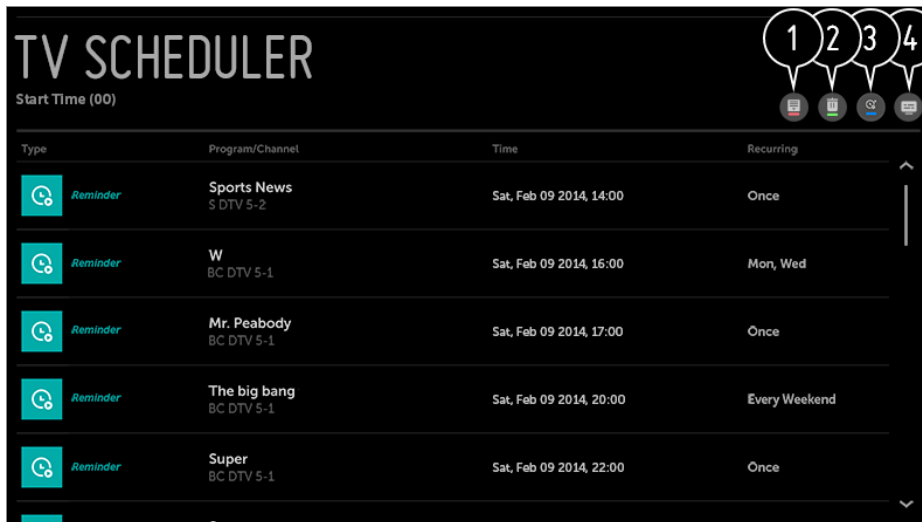 TV SCHEDULER
1 2 3 4
Start Time (00)
Type Program/Channel Time Recurring
Reminder Sports News Sat, Feb 09 2014, 14:00 Once
S DTV 5-2
Reminder W Sat, Feb 09 2014, 16:00 Mon, Wed
BC DTV 5-1
Reminder Mr. Peabody Sat, Feb 09 2014, 17:00 Once
BC DTV 5-1
Reminder The big bang Sat, Feb 09 2014, 20:00 Every Weekend
BC DTV 5-1
Reminder Super Sat, Feb 09 2014, 22:00 Once
BC DTV 5-1